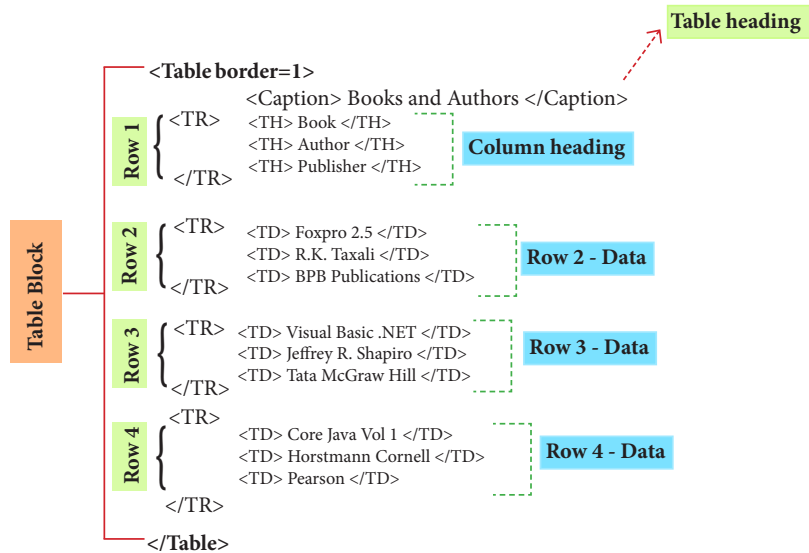 Table heading
<Table border=1>
<Caption> Books and Authors </Caption>
Row 1
<TR>
<TH> Book </TH>
<TH> Author </TH>
<TH> Publisher </TH>
</TR>
Column heading
Table Block
Row 2
<TR>
<TD> Foxpro 2.5 </TD>
<TD> R.K. Taxali </TD>
<TD> BPB Publications </TD>
</TR>
Row 2 - Data
Row 3
<TR>
<TD> Visual Basic .NET </TD>
<TD> Jeffrey R. Shapiro </TD>
<TD> Tata McGraw Hill </TD>
</TR>
Row 3 - Data
Row 4
<TR>
<TD> Core Java Vol 1 </TD>
<TD> Horstmann Cornell </TD>
<TD> Pearson </TD>
</TR>
Row 4 - Data
</Table>